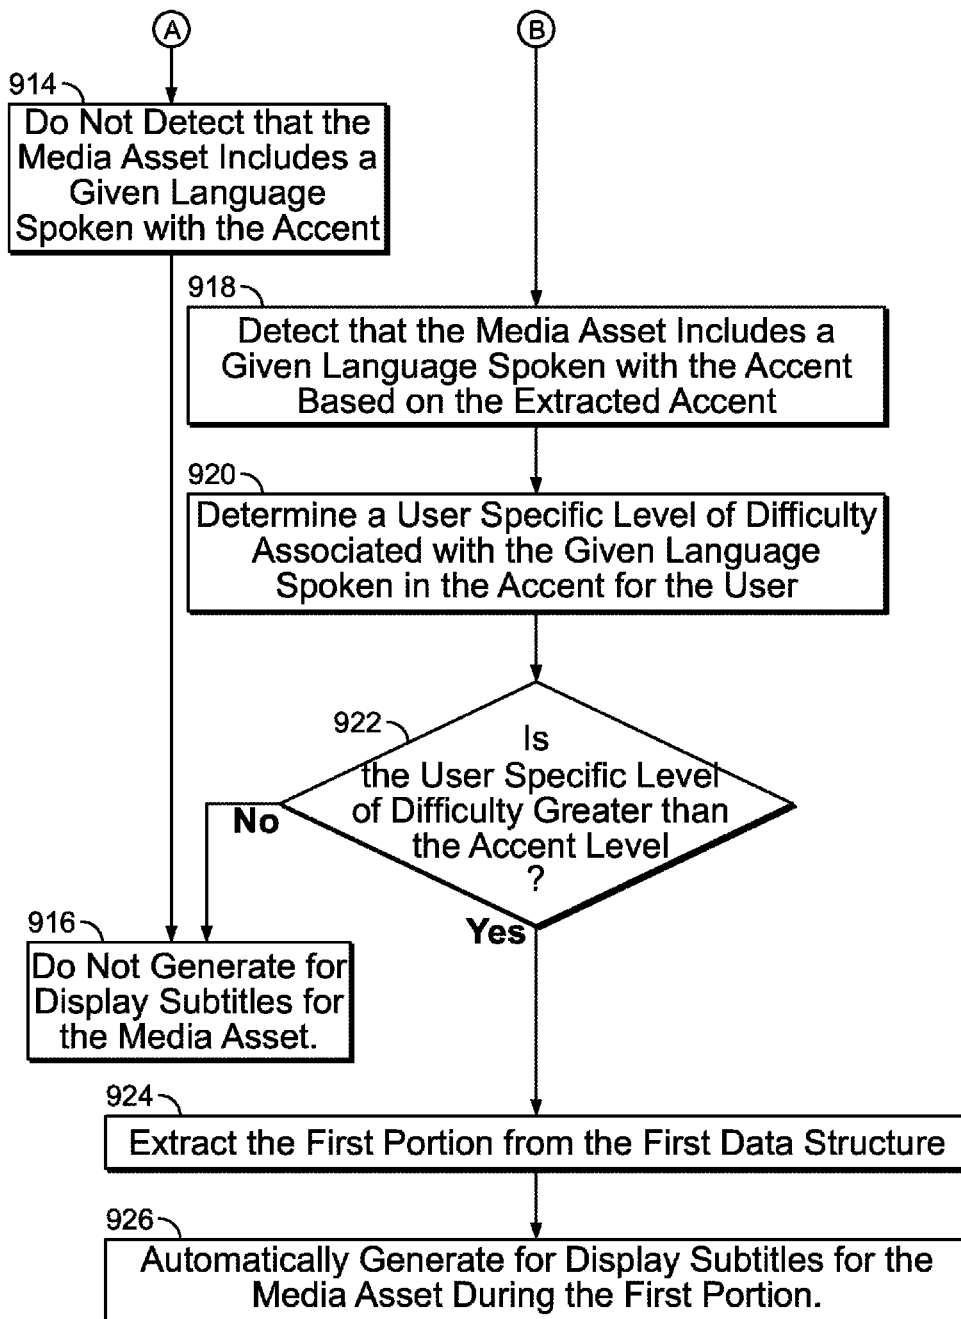 A
B
914
Do Not Detect that the
Media Asset Includes a
Given Language
Spoken with the Accent
918
Detect that the Media Asset Includes a
Given Language Spoken with the Accent
Based on the Extracted Accent
920
Determine a User Specific Level of Difficulty
Associated with the Given Language
Spoken in the Accent for the User
922
Is
the User Specific Level
of Difficulty Greater than
the Accent Level
?
No
Yes
916
Do Not Generate for
Display Subtitles for
the Media Asset.
924
Extract the First Portion from the First Data Structure
926
Automatically Generate for Display Subtitles for the
Media Asset During the First Portion.